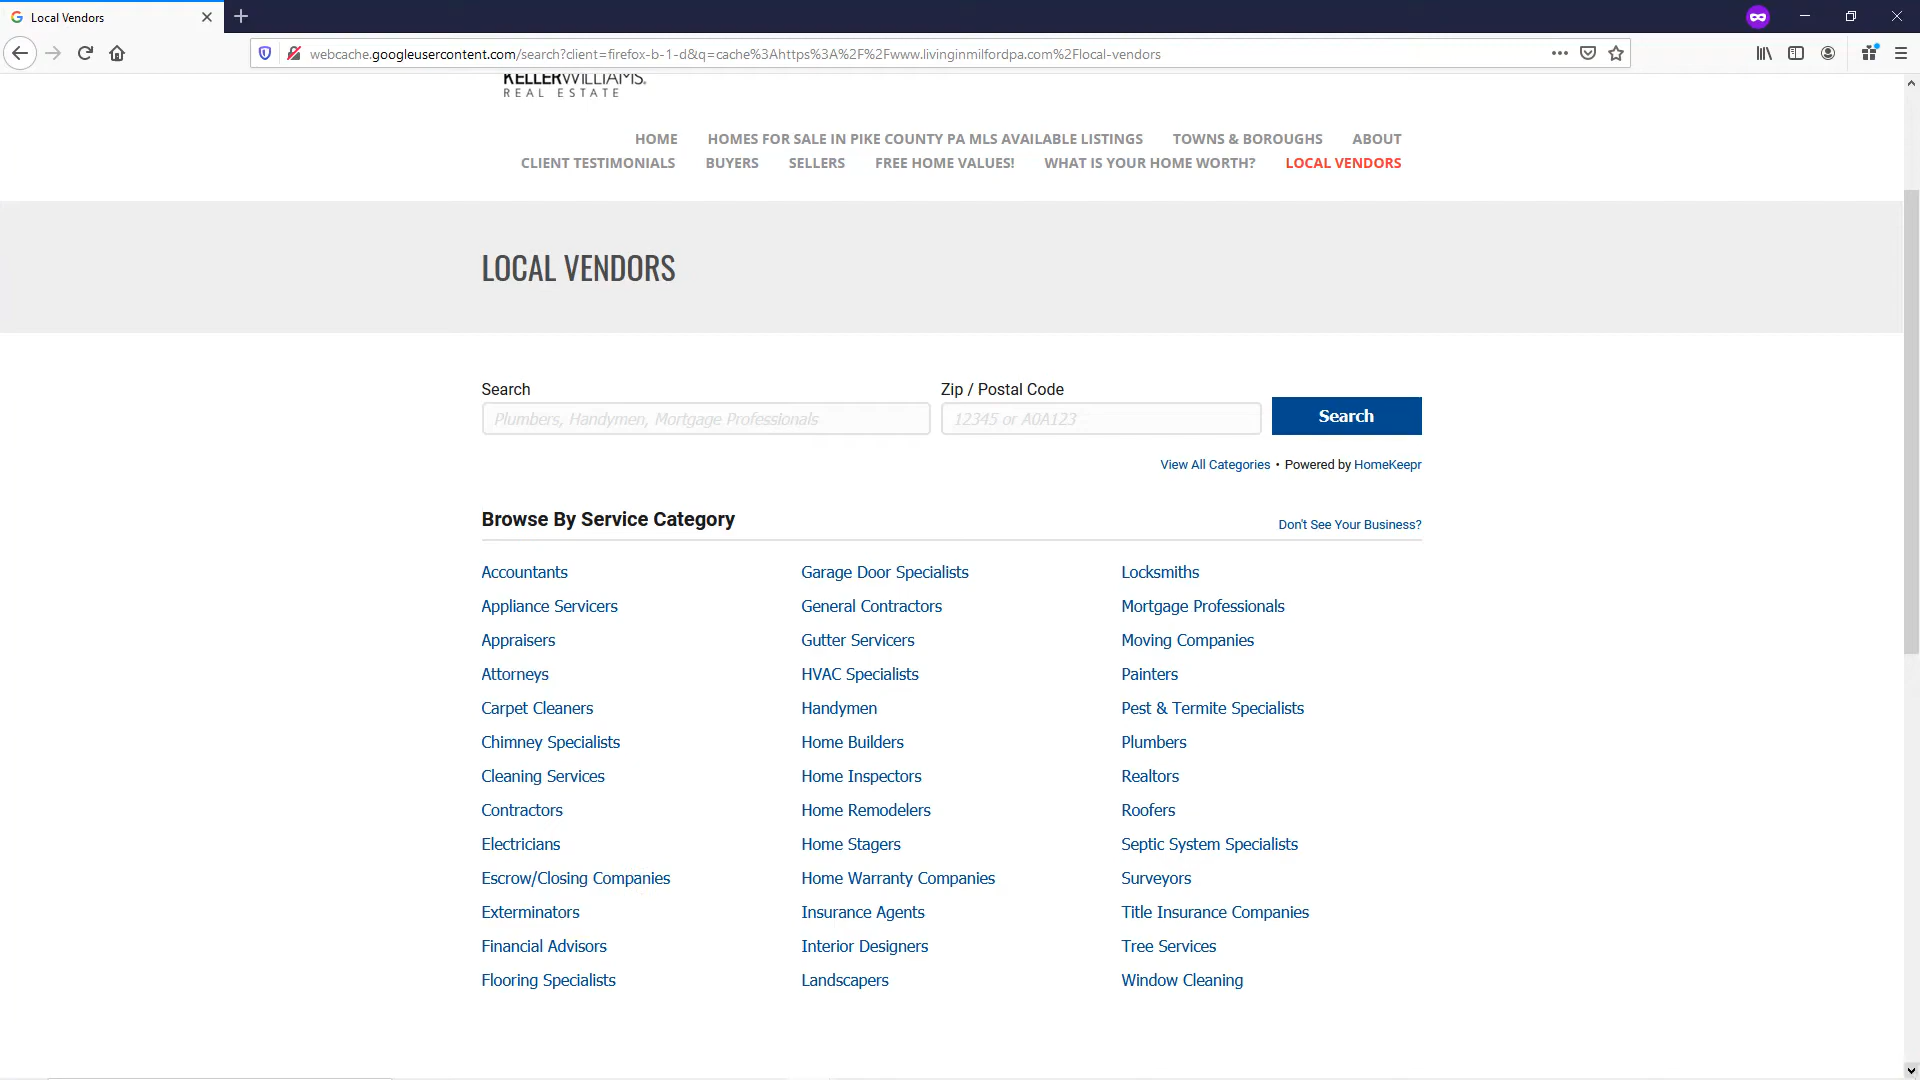 Local Vendors
webcache.googleusercontent.com/search?client=firefox-b-1-d&q=cache%3Ahttps%3A%2F%2Fwww.livinginmilfordpa.com%2Flocal-vendors
KELLERWILLIAMS.
REAL ESTATE
HOME HOMES FOR SALE IN PIKE COUNTY PA MLS AVAILABLE LISTINGS TOWNS & BOROUGHS ABOUT
CLIENT TESTIMONIALS BUYERS SELLERS FREE HOME VALUES! WHAT IS YOUR HOME WORTH? LOCAL VENDORS
LOCAL VENDORS
Search Zip / Postal Code
Plumbers, Handymen, Mortgage Professionals 12345 or A0A123 Search
View All Categories • Powered by HomeKeepr
Browse By Service Category Don't See Your Business?
Accountants Garage Door Specialists Locksmiths
Appliance Servicers General Contractors Mortgage Professionals
Appraisers Gutter Servicers Moving Companies
Attorneys HVAC Specialists Painters
Carpet Cleaners Handymen Pest & Termite Specialists
Chimney Specialists Home Builders Plumbers
Cleaning Services Home Inspectors Realtors
Contractors Home Remodelers Roofers
Electricians Home Stagers Septic System Specialists
Escrow/Closing Companies Home Warranty Companies Surveyors
Exterminators Insurance Agents Title Insurance Companies
Financial Advisors Interior Designers Tree Services
Flooring Specialists Landscapers Window Cleaning